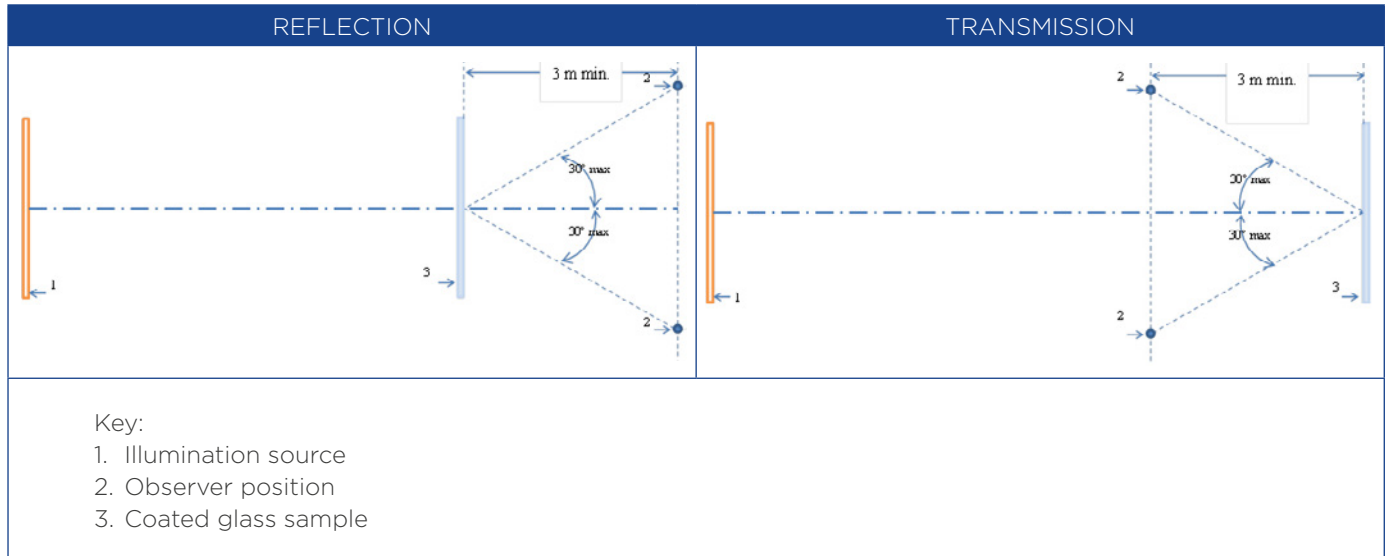 REFLECTION
3 m min.
2
30° max
30° max
3
1
2
TRANSMISSION
2
3 m min.
30° max
30° max
3
1
2
Key:
1. Illumination source
2. Observer position
3. Coated glass sample